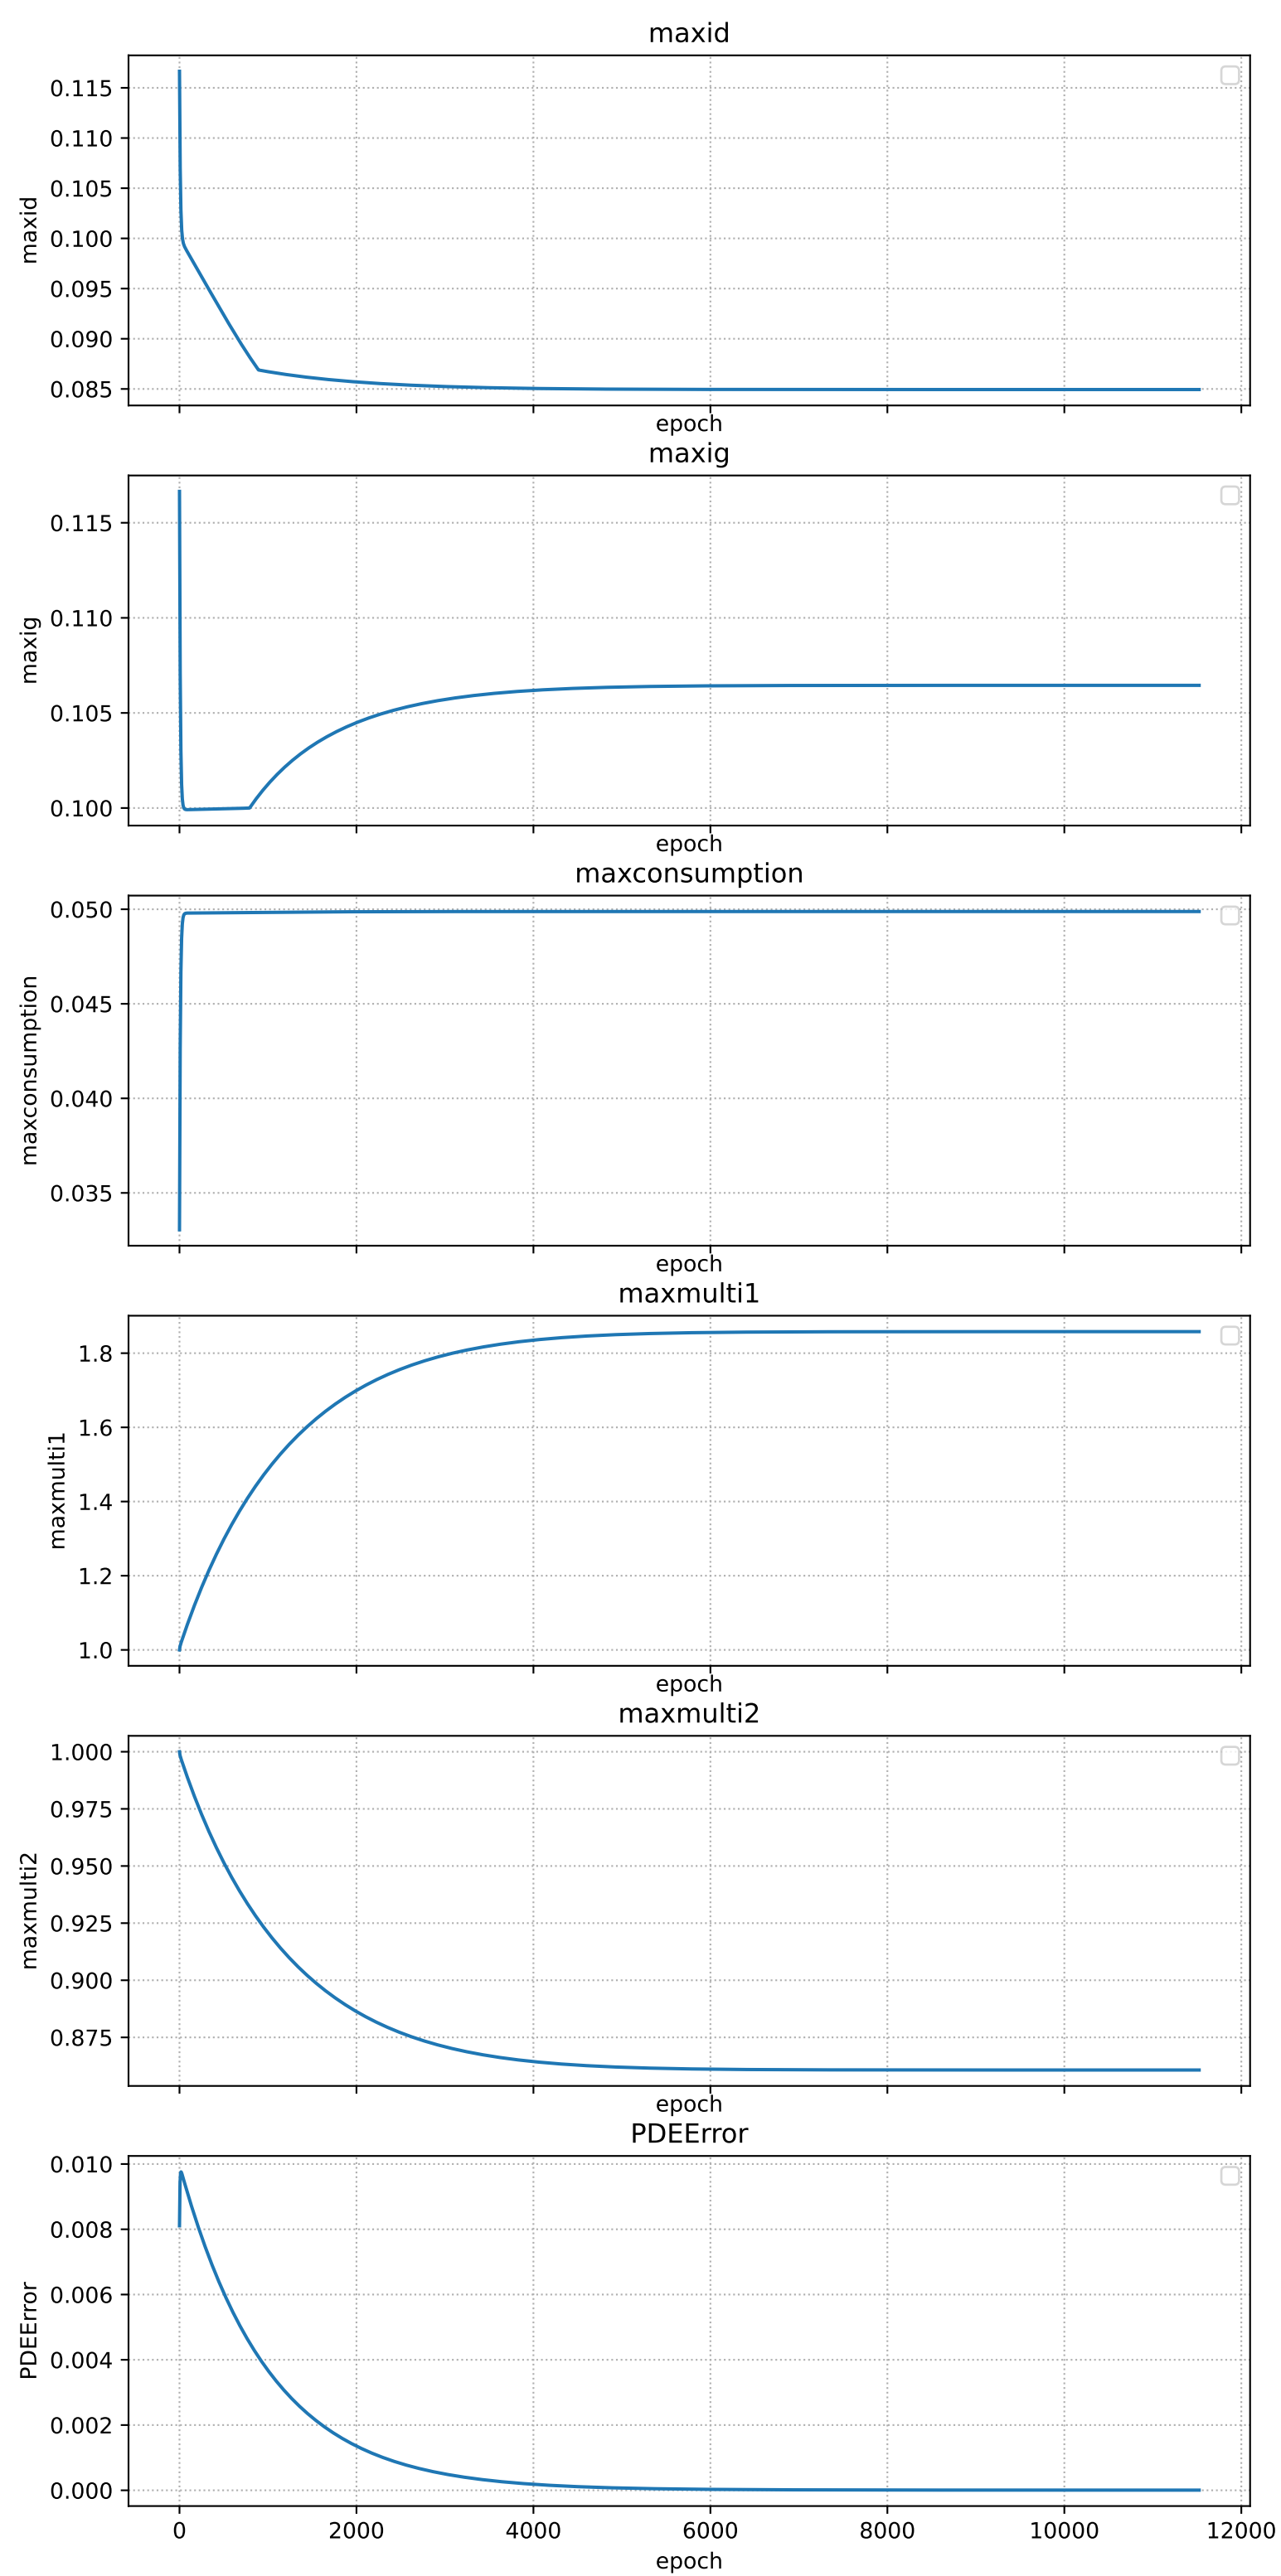 maxid
0.115
0.110
0.105
0.100
0.095
0.090
0.085
maxid
epoch
maxig
0.115
0.110
0.105
0.100
maxig
epoch
maxconsumption
0.050
0.045
0.040
0.035
maxconsumption
epoch
maxmulti1
1.8
1.6
1.4
1.2
1.0
maxmulti1
epoch
maxmulti2
1.000
0.975
0.950
0.925
0.900
0.875
maxmulti2
epoch
PDEError
0.010
0.008
0.006
0.004
0.002
0.000
PDEError
0 2000 4000 6000 8000 10000 12000
epoch